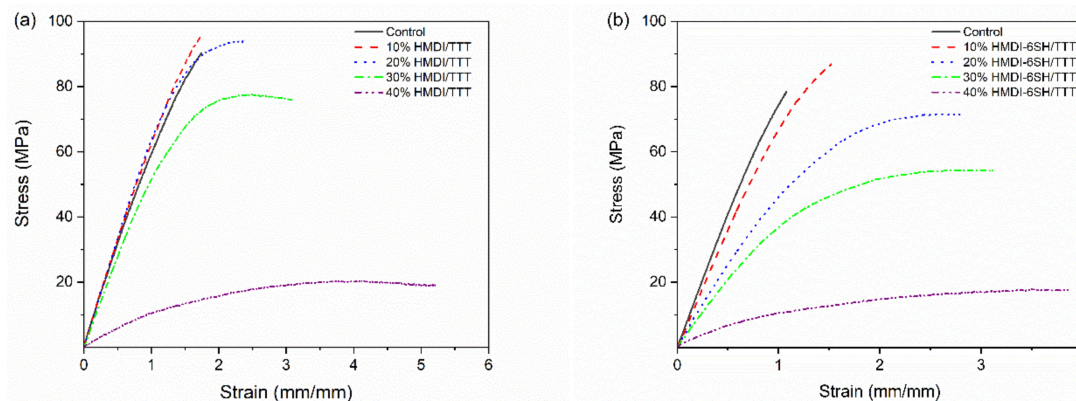 (a)
100
80
60
40
20
0
1
2
3
4
5
6
Stress (MPa)
Strain (mm/mm)
Control
10% HMDI/TTT
20% HMDI/TTT
30% HMDI/TTT
40% HMDI/TTT
(b)
100
80
60
40
20
0
1
2
3
Stress (MPa)
Strain (mm/mm)
Control
10% HMDI-6SH/TTT
20% HMDI-6SH/TTT
30% HMDI-6SH/TTT
40% HMDI-6SH/TTT